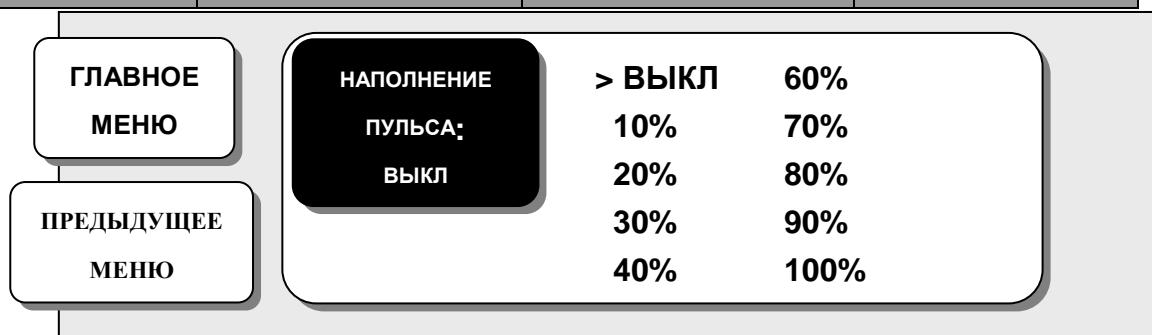 ГЛАВНОЕ
МЕНЮ
ПРЕДЫДУЩЕЕ
МЕНЮ
НАПОЛНЕНИЕ
ПУЛЬСА:
ВЫКЛ
> ВЫКЛ 60%
10% 70%
20% 80%
30% 90%
40% 100%